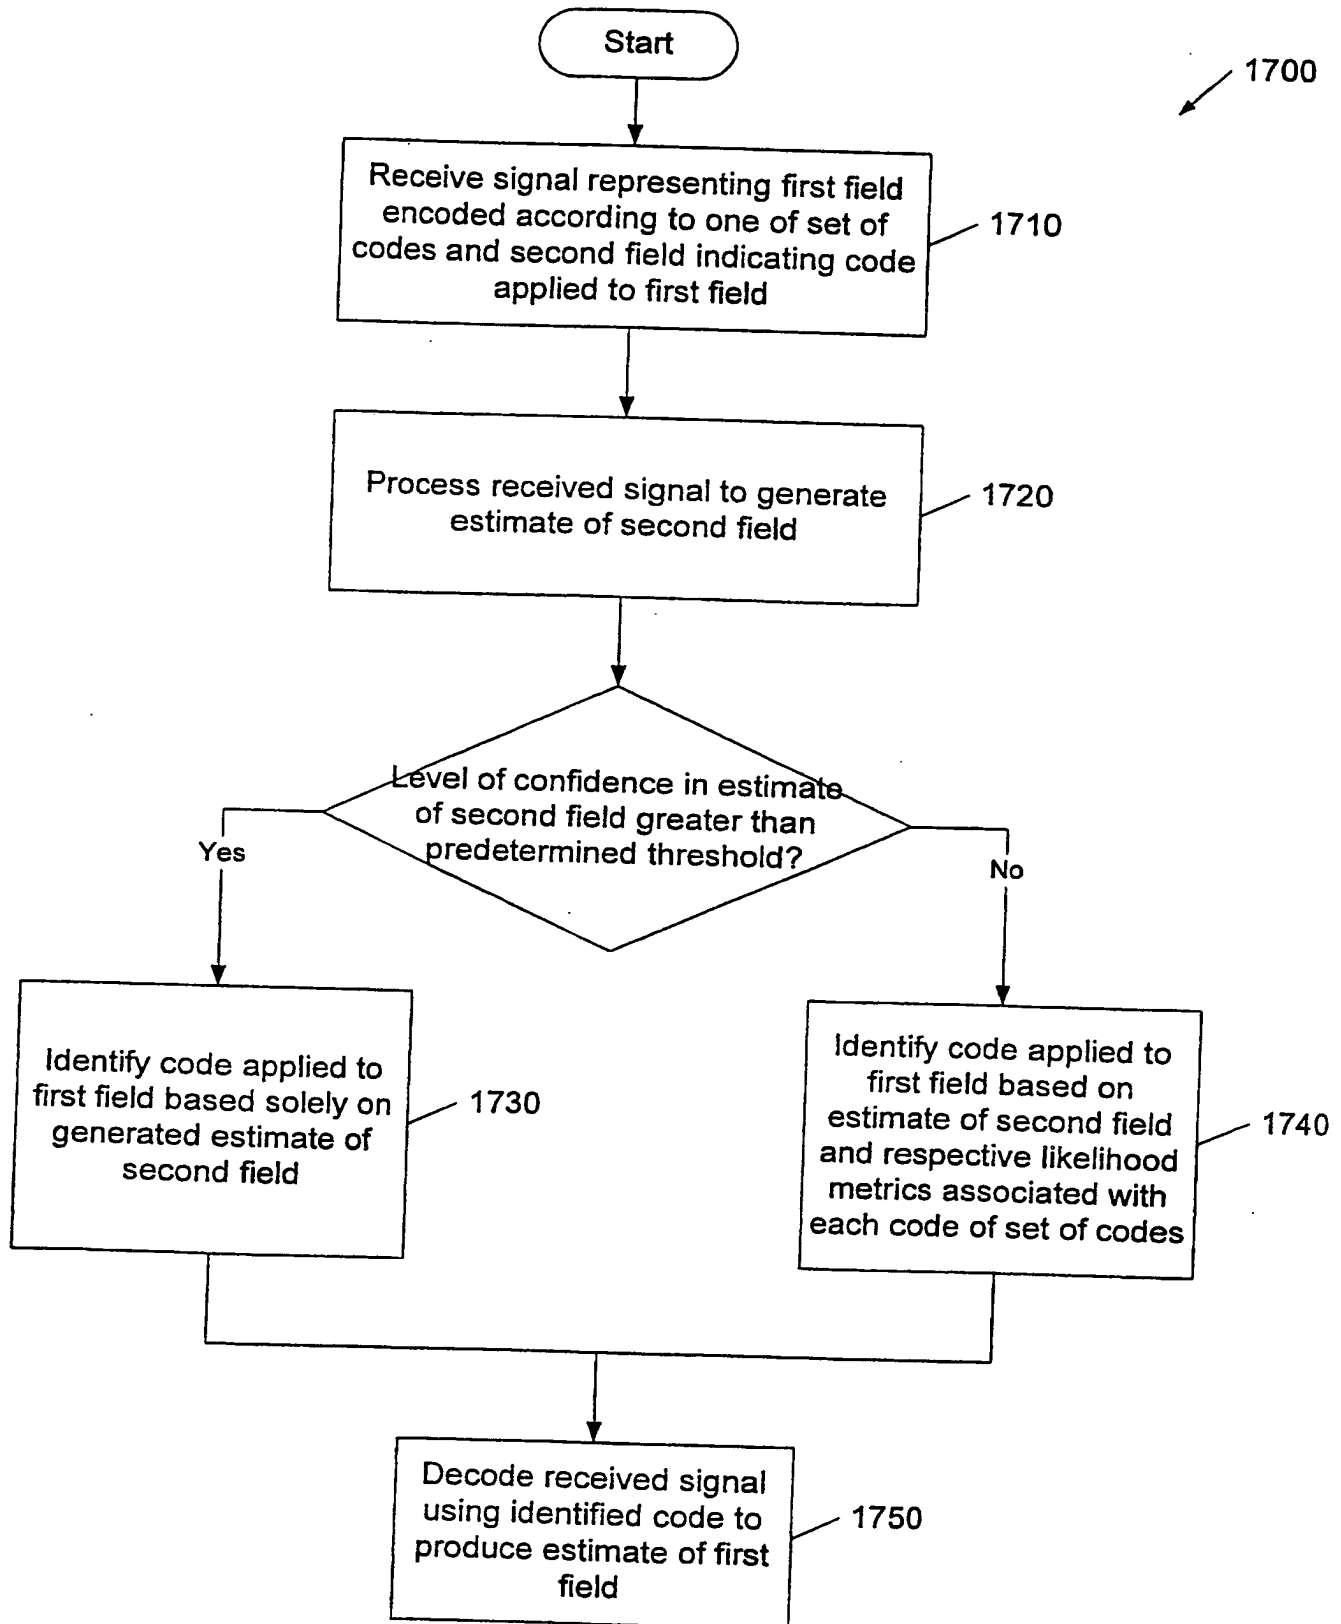 Start
1700
Receive signal representing first field
encoded according to one of set of
codes and second field indicating code
applied to first field
1710
Process received signal to generate
estimate of second field
1720
Level of confidence in estimate
of second field greater than
predetermined threshold?
Yes
No
Identify code applied to
first field based solely on
generated estimate of
second field
1730
Identify code applied to
first field based on
estimate of second field
and respective likelihood
metrics associated with
each code of set of codes
1740
Decode received signal
using identified code to
produce estimate of first
field
1750